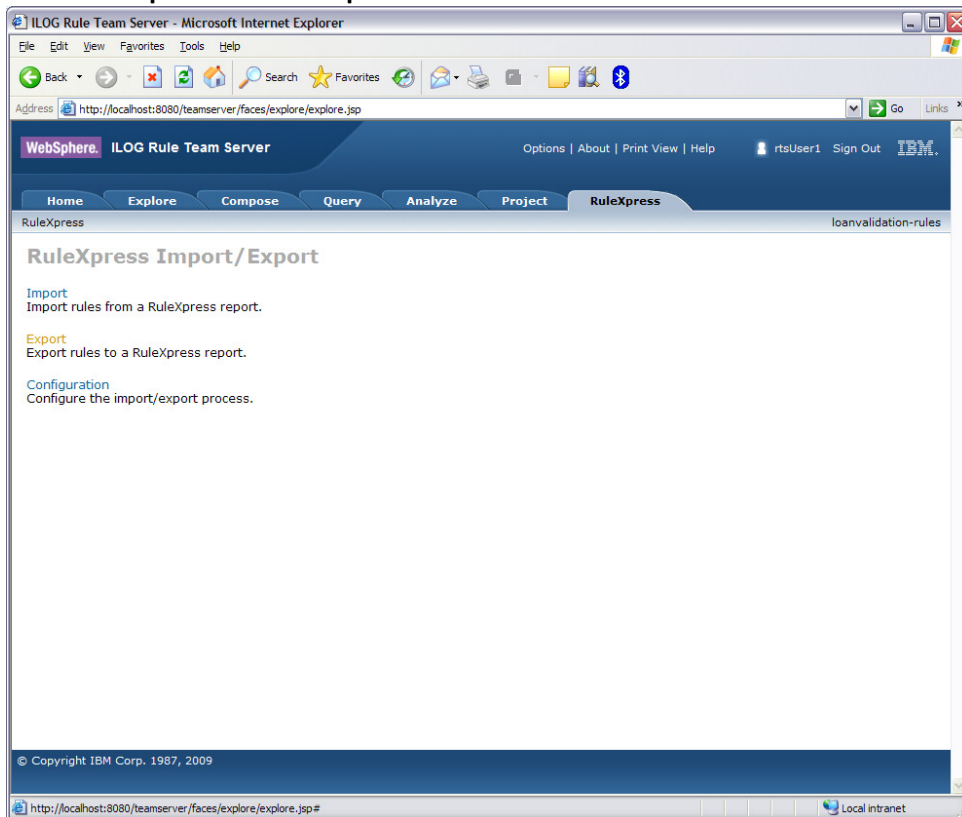 ILOG Rule Team Server - Microsoft Internet Explorer
File Edit View Favorites Tools Help
Back Search Favorites
Address http://localhost:8080/teamserver/faces/explore/explore.jsp Go Links »
WebSphere. ILOG Rule Team Server Options | About | Print View | Help rtsUser1 Sign Out IBM.
Home Explore Compose Query Analyze Project RuleXpress
RuleXpress loanvalidation-rules
RuleXpress Import/Export
Import
Import rules from a RuleXpress report.
Export
Export rules to a RuleXpress report.
Configuration
Configure the import/export process.
© Copyright IBM Corp. 1987, 2009
http://localhost:8080/teamserver/faces/explore/explore.jsp# Local intranet